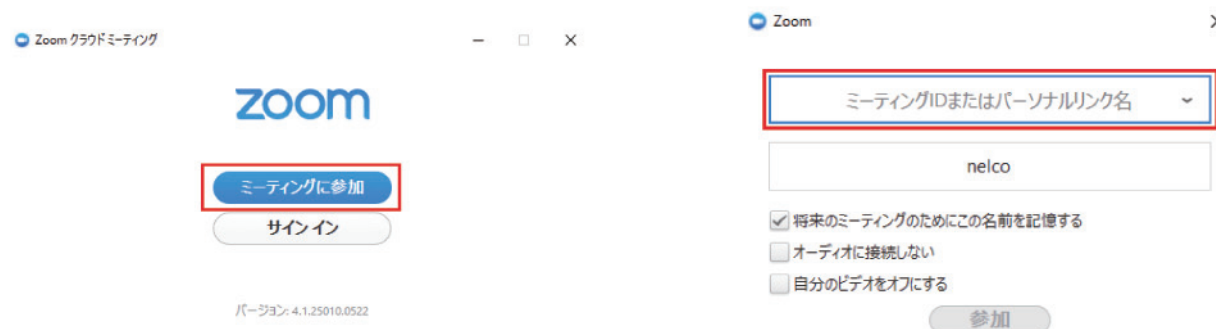 Zoom クラウドミーティング
zoom
ミーティングに参加
サインイン
バージョン: 4.1.25010.0522
Zoom
ミーティングIDまたはパーソナルリンク名
nelco
将来のミーティングのためにこの名前を記憶する
オーディオに接続しない
自分のビデオをオフにする
参加